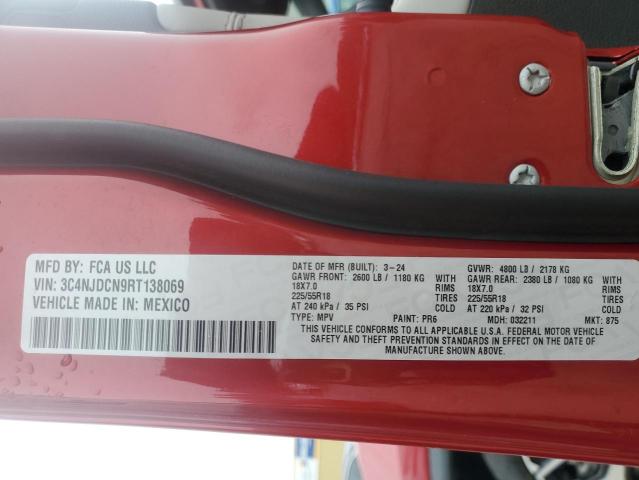 MFD BY: FCA US LLC
VIN: 3C4NJDCN9RT138069
VEHICLE MADE IN: MEXICO
DATE OF MFR (BUILT): 3-24
GVWR: 4800 LB / 2178 KG
GAWR FRONT: 2600 LB / 1180 KG
GAWR REAR: 2380 LB / 1080 KG
18X7.0 RIMS 18X7.0 RIMS
225/55R18 TIRES 225/55R18 TIRES
AT 240 kPa / 35 PSI COLD AT 220 kPa / 32 PSI COLD
TYPE: MPV PAINT: PR6 MDH: 032211 MKT: 875
THIS VEHICLE CONFORMS TO ALL APPLICABLE U.S.A. FEDERAL MOTOR VEHICLE
SAFETY AND THEFT PREVENTION STANDARDS IN EFFECT ON THE DATE OF
MANUFACTURE SHOWN ABOVE.